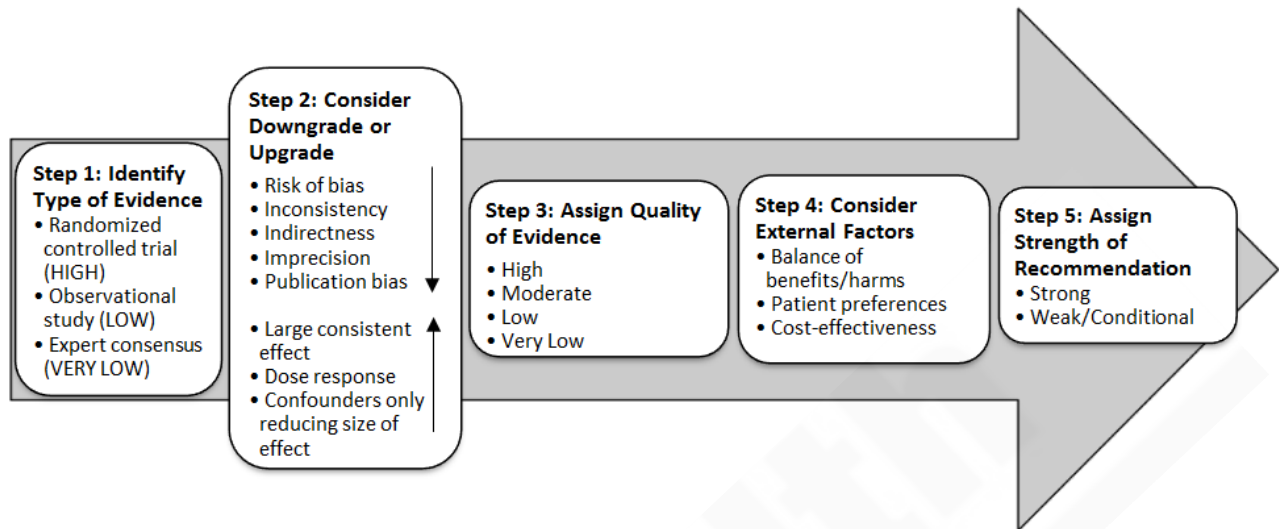 Step 1: Identify
Type of Evidence
• Randomized
controlled trial
(HIGH)
• Observational
study (LOW)
• Expert consensus
(VERY LOW)
Step 2: Consider
Downgrade or
Upgrade
• Risk of bias
• Inconsistency
• Indirectness
• Imprecision
• Publication bias
• Large consistent
effect
• Dose response
• Confounders only
reducing size of
effect
Step 3: Assign Quality
of Evidence
• High
• Moderate
• Low
• Very Low
Step 4: Consider
External Factors
• Balance of
benefits/harms
• Patient preferences
• Cost-effectiveness
Step 5: Assign
Strength of
Recommendation
• Strong
• Weak/Conditional